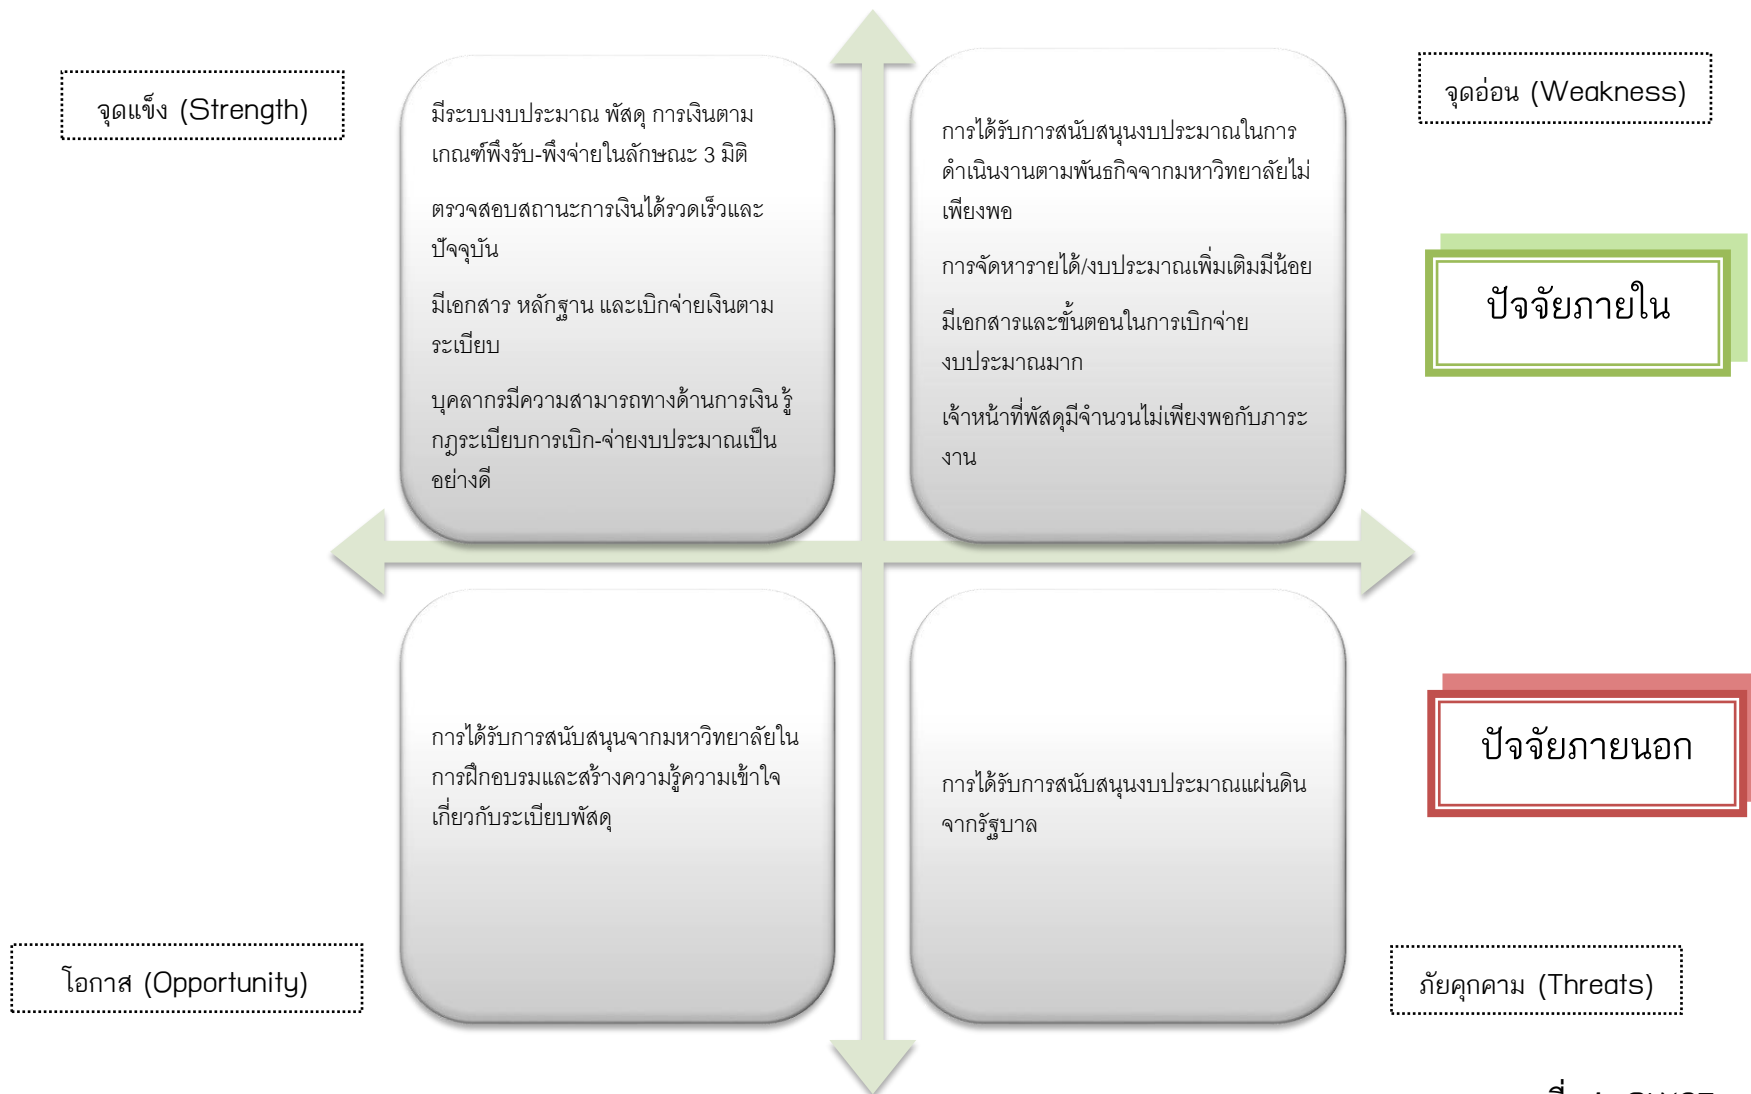 จุดแข็ง (Strength)
มีระบบงบประมาณ พัสดุ การเงินตาม
เกณฑ์พึงรับ-พึงจ่ายในลักษณะ 3 มิติ
ตรวจสอบสถานะการเงินได้รวดเร็วและ
ปัจจุบัน
มีเอกสาร หลักฐาน และเบิกจ่ายเงินตาม
ระเบียบ
บุคลากรมีความสามารถทางด้านการเงิน รู้
กฎระเบียบการเบิก-จ่ายงบประมาณเป็น
อย่างดี
จุดอ่อน (Weakness)
การได้รับการสนับสนุนงบประมาณในการ
ดำเนินงานตามพันธกิจจากมหาวิทยาลัยไม่
เพียงพอ
การจัดหารายได้/งบประมาณเพิ่มเติมมีน้อย
มีเอกสารและขั้นตอนในการเบิกจ่าย
งบประมาณมาก
เจ้าหน้าที่พัสดุมีจำนวนไม่เพียงพอกับภาระ
งาน
ปัจจัยภายใน
การได้รับการสนับสนุนจากมหาวิทยาลัยใน
การฝึกอบรมและสร้างความรู้ความเข้าใจ
เกี่ยวกับระเบียบพัสดุ
โอกาส (Opportunity)
การได้รับการสนับสนุนงบประมาณแผ่นดิน
จากรัฐบาล
ปัจจัยภายนอก
ภัยคุกคาม (Threats)